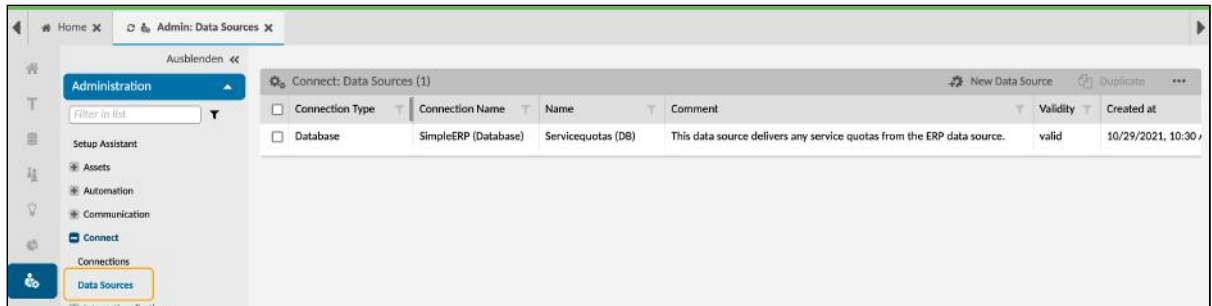 Home
Admin: Data Sources
Ausblenden
Administration
Filter in list
Setup Assistant
Assets
Automation
Communication
Connect
Connections
Data Sources
Connect: Data Sources (1)
New Data Source
Duplicate
Connection Type
Connection Name
Name
Comment
Validity
Created at
Database
SimpleERP (Database)
Servicequotas (DB)
This data source delivers any service quotas from the ERP data source.
valid
10/29/2021, 10:30